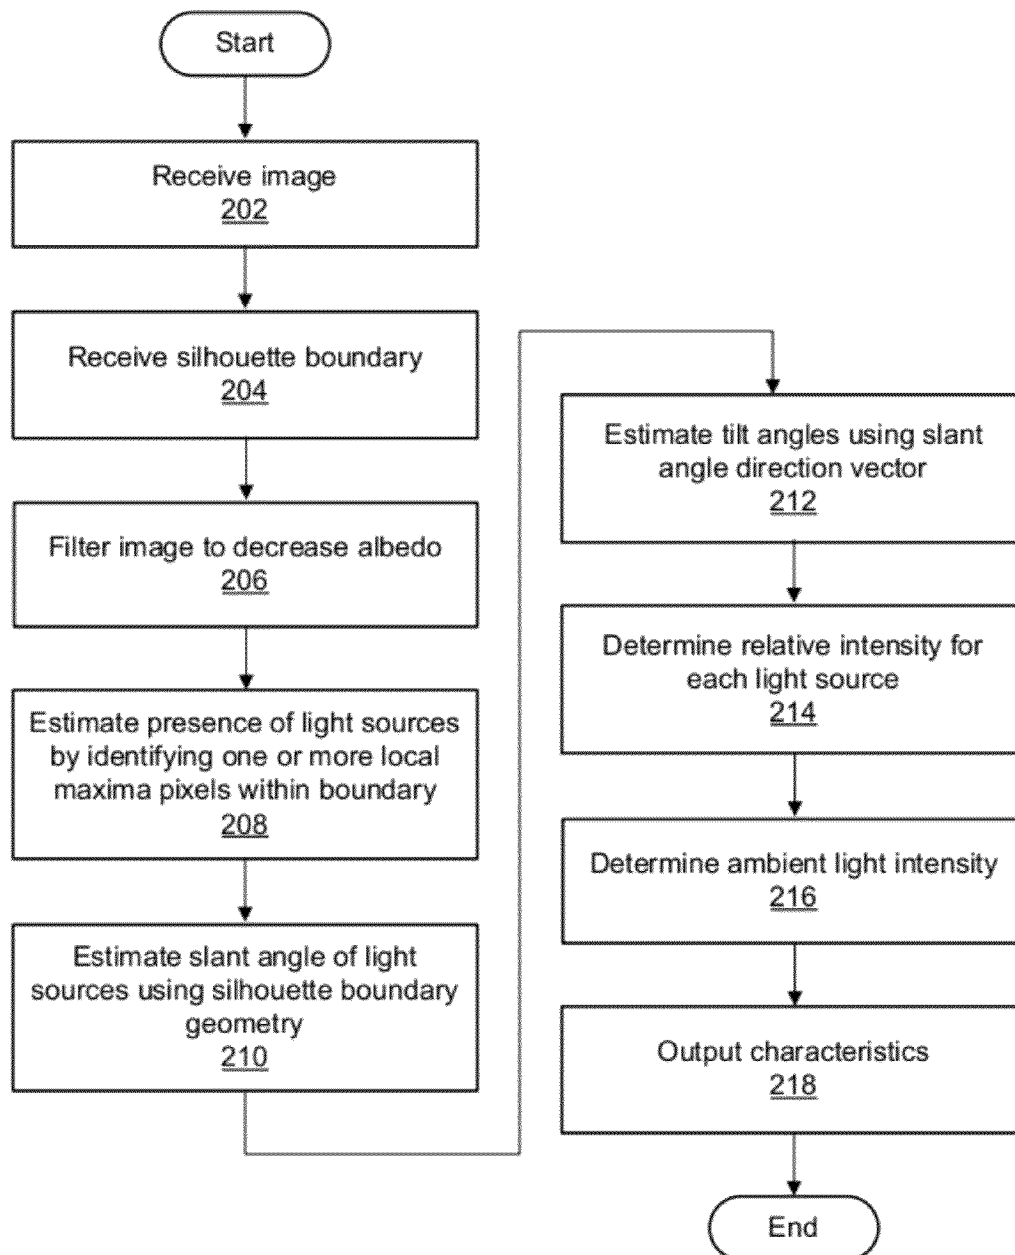 Start
Receive image
202
Receive silhouette boundary
204
Filter image to decrease albedo
206
Estimate presence of light sources
by identifying one or more local
maxima pixels within boundary
208
Estimate slant angle of light
sources using silhouette boundary
geometry
210
Estimate tilt angles using slant
angle direction vector
212
Determine relative intensity for
each light source
214
Determine ambient light intensity
216
Output characteristics
218
End